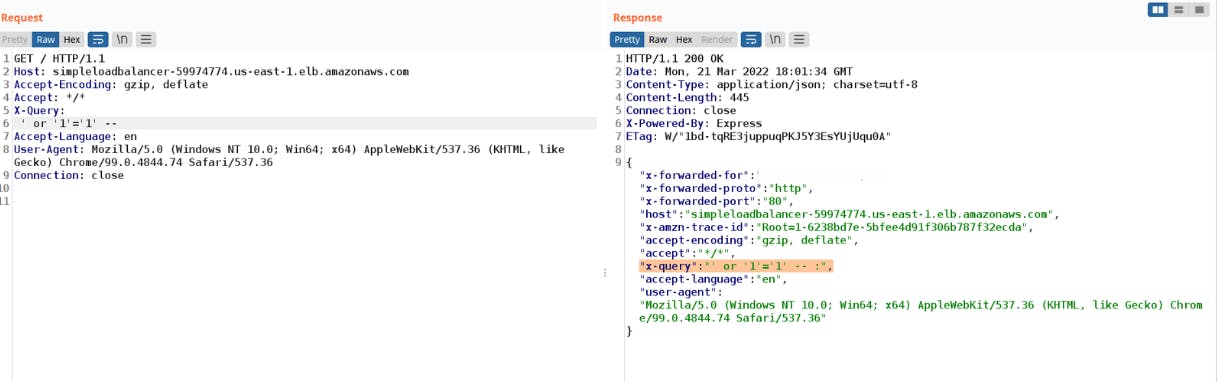 Request
Pretty Raw Hex \n
1 GET / HTTP/1.1
2 Host: simpleloadbalancer-59974774.us-east-1.elb.amazonaws.com
3 Accept-Encoding: gzip, deflate
4 Accept: */*
5 X-Query:
6 ' or '1'='1' --
7 Accept-Language: en
8 User-Agent: Mozilla/5.0 (Windows NT 10.0; Win64; x64) AppleWebKit/537.36 (KHTML, like
Gecko) Chrome/99.0.4844.74 Safari/537.36
9 Connection: close
10
11
Response
Pretty Raw Hex Render \n
1 HTTP/1.1 200 OK
2 Date: Mon, 21 Mar 2022 18:01:34 GMT
3 Content-Type: application/json; charset=utf-8
4 Content-Length: 445
5 Connection: close
6 X-Powered-By: Express
7 ETag: W/"1bd-tqRE3juppuqPKJ5Y3EsYUjUqu0A"
8
9 {
"x-forwarded-for":"
"x-forwarded-proto":"http",
"x-forwarded-port":"80",
"host":"simpleloadbalancer-59974774.us-east-1.elb.amazonaws.com",
"x-amzn-trace-id":"Root=1-6238bd7e-5bfee4d91f306b787f32ecda",
"accept-encoding":"gzip, deflate",
"accept":"*/*",
"x-query":"' or '1'='1' -- :",
"accept-language":"en",
"user-agent":
"Mozilla/5.0 (Windows NT 10.0; Win64; x64) AppleWebKit/537.36 (KHTML, like Gecko) Chrom
e/99.0.4844.74 Safari/537.36"
}